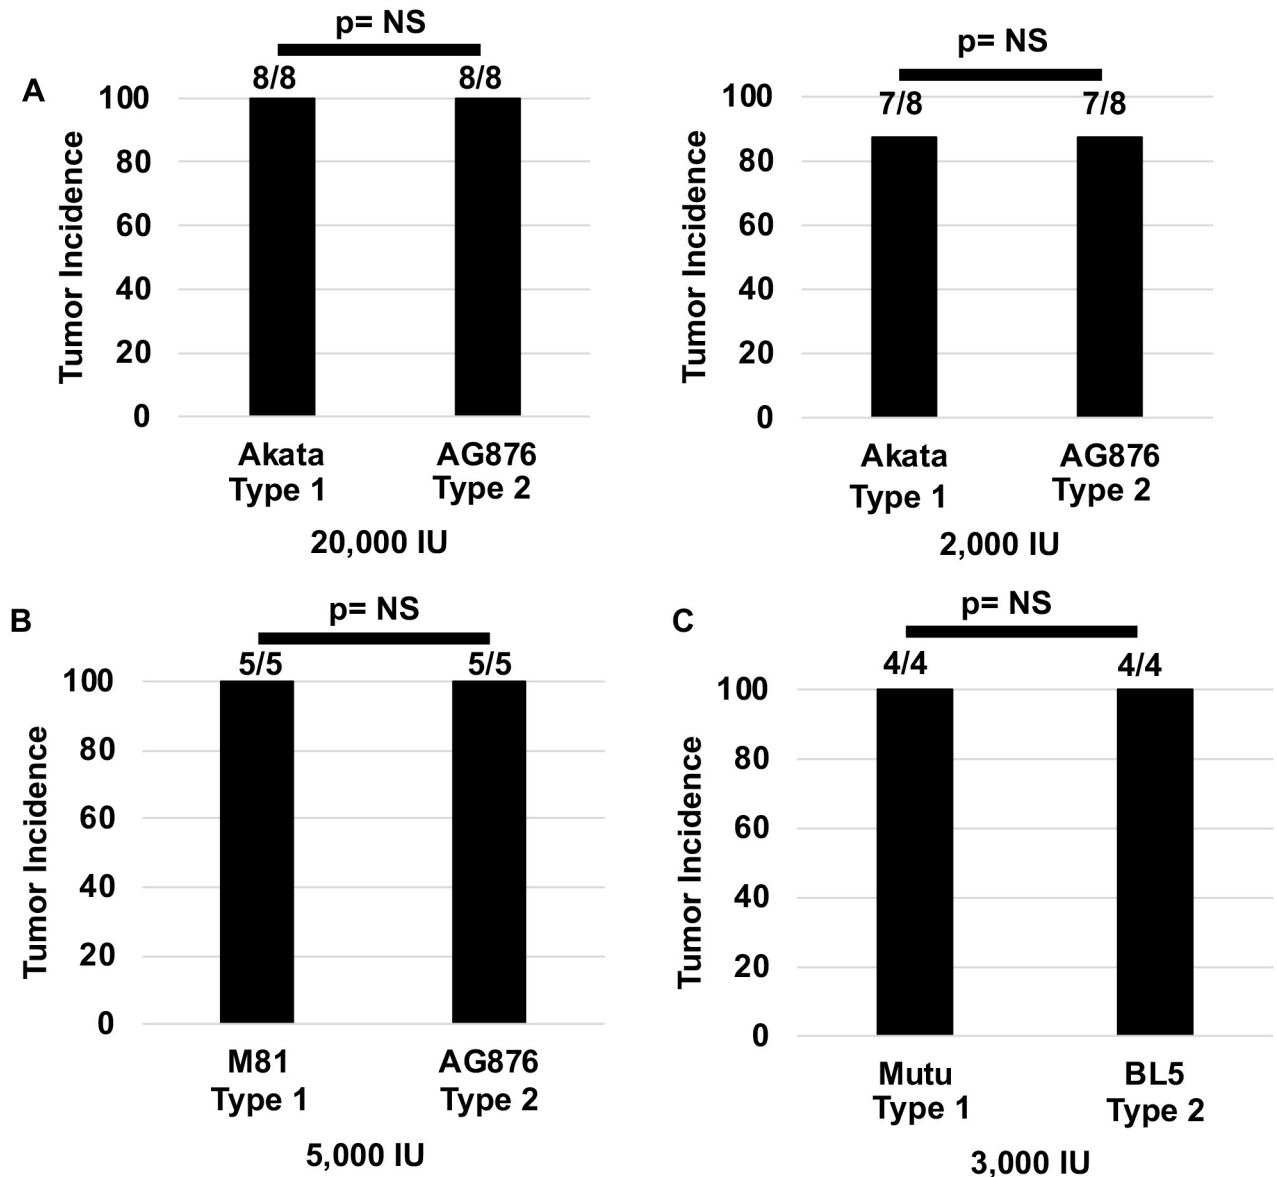 A
p= NS
8/8 8/8
Tumor Incidence
100
80
60
40
20
0
Akata AG876
Type 1 Type 2
20,000 IU
p= NS
7/8 7/8
Tumor Incidence
100
80
60
40
20
0
Akata AG876
Type 1 Type 2
2,000 IU
B
p= NS
5/5 5/5
Tumor Incidence
100
80
60
40
20
0
M81 AG876
Type 1 Type 2
5,000 IU
C
p= NS
4/4 4/4
Tumor Incidence
100
80
60
40
20
0
Mutu BL5
Type 1 Type 2
3,000 IU